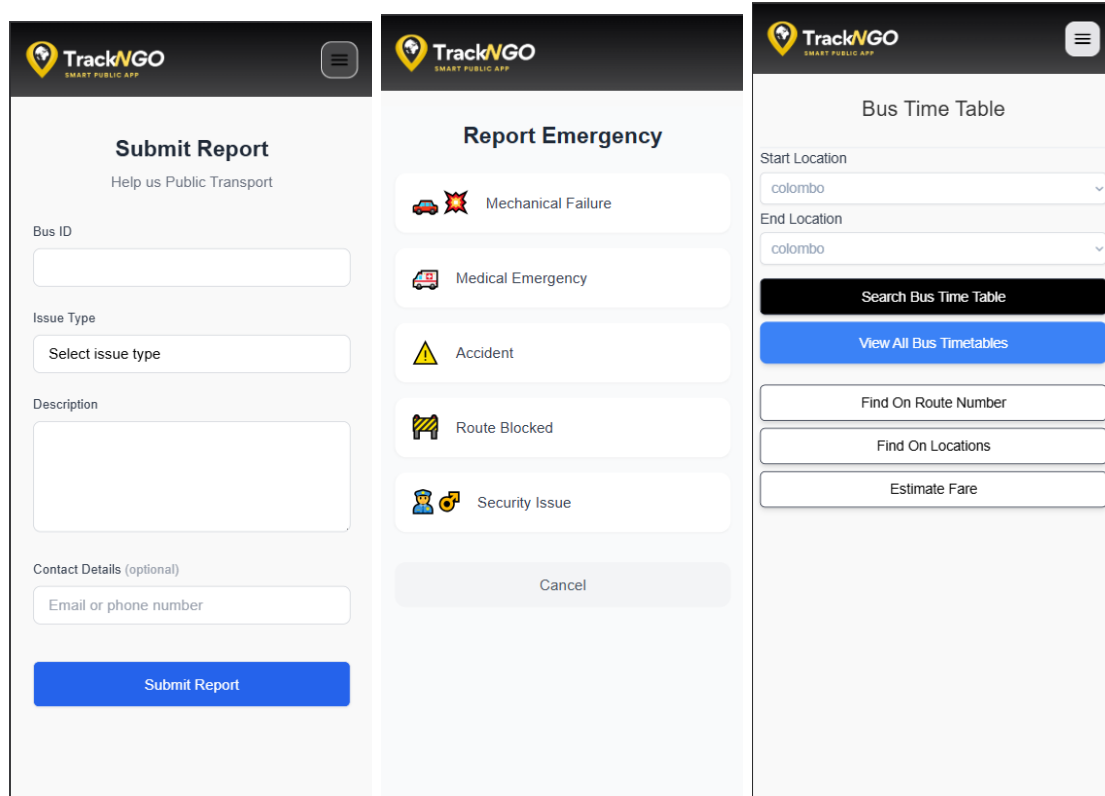 TrackNGO
SMART PUBLIC APP
Submit Report
Help us Public Transport
Bus ID
Issue Type
Select issue type
Description
Contact Details (optional)
Email or phone number
Submit Report
TrackNGO
SMART PUBLIC APP
Report Emergency
Mechanical Failure
Medical Emergency
Accident
Route Blocked
Security Issue
Cancel
TrackNGO
SMART PUBLIC APP
Bus Time Table
Start Location
colombo
End Location
colombo
Search Bus Time Table
View All Bus Timetables
Find On Route Number
Find On Locations
Estimate Fare